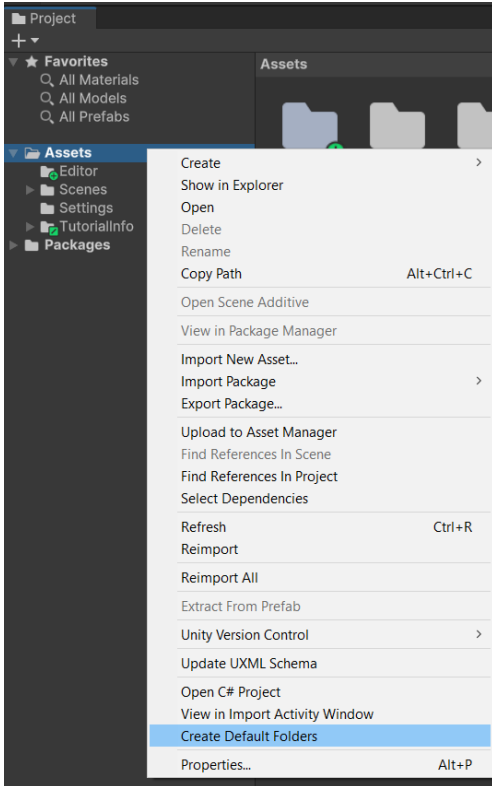 Project
Favorites
All Materials
All Models
All Prefabs
Assets
Editor
Scenes
Settings
TutorialInfo
Packages
Assets
Create
Show in Explorer
Open
Delete
Rename
Copy Path Alt+Ctrl+C
Open Scene Additive
View in Package Manager
Import New Asset...
Import Package
Export Package...
Upload to Asset Manager
Find References In Scene
Find References In Project
Select Dependencies
Refresh Ctrl+R
Reimport
Reimport All
Extract From Prefab
Unity Version Control
Update UXML Schema
Open C# Project
View in Import Activity Window
Create Default Folders
Properties... Alt+P